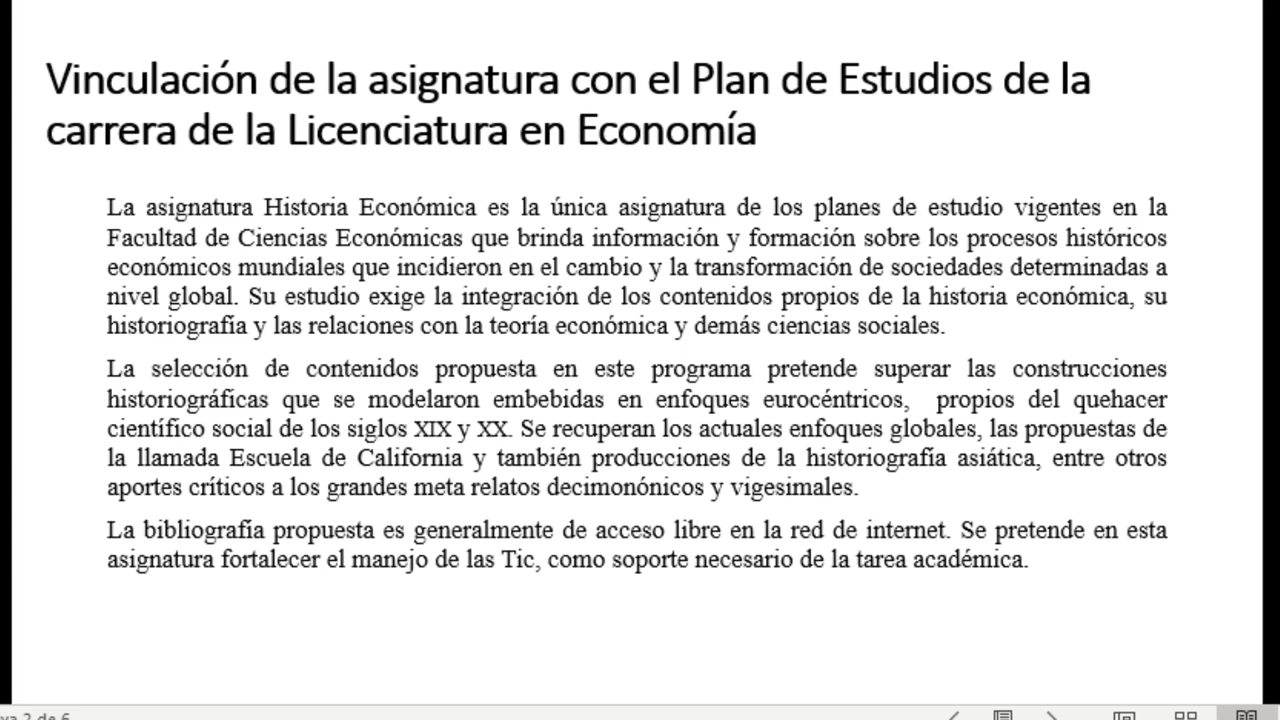 Vinculación de la asignatura con el Plan de Estudios de la
carrera de la Licenciatura en Economía
La asignatura Historia Económica es la única asignatura de los planes de estudio vigentes en la
Facultad de Ciencias Económicas que brinda información y formación sobre los procesos históricos
económicos mundiales que incidieron en el cambio y la transformación de sociedades determinadas a
nivel global. Su estudio exige la integración de los contenidos propios de la historia económica, su
historiografía y las relaciones con la teoría económica y demás ciencias sociales.
La selección de contenidos propuesta en este programa pretende superar las construcciones
historiográficas que se modelaron embebidas en enfoques eurocéntricos, propios del quehacer
científico social de los siglos XIX y XX. Se recuperan los actuales enfoques globales, las propuestas de
la llamada Escuela de California y también producciones de la historiografía asiática, entre otros
aportes críticos a los grandes meta relatos decimonónicos y vigesimales.
La bibliografía propuesta es generalmente de acceso libre en la red de internet. Se pretende en esta
asignatura fortalecer el manejo de las Tic, como soporte necesario de la tarea académica.
2 de 6